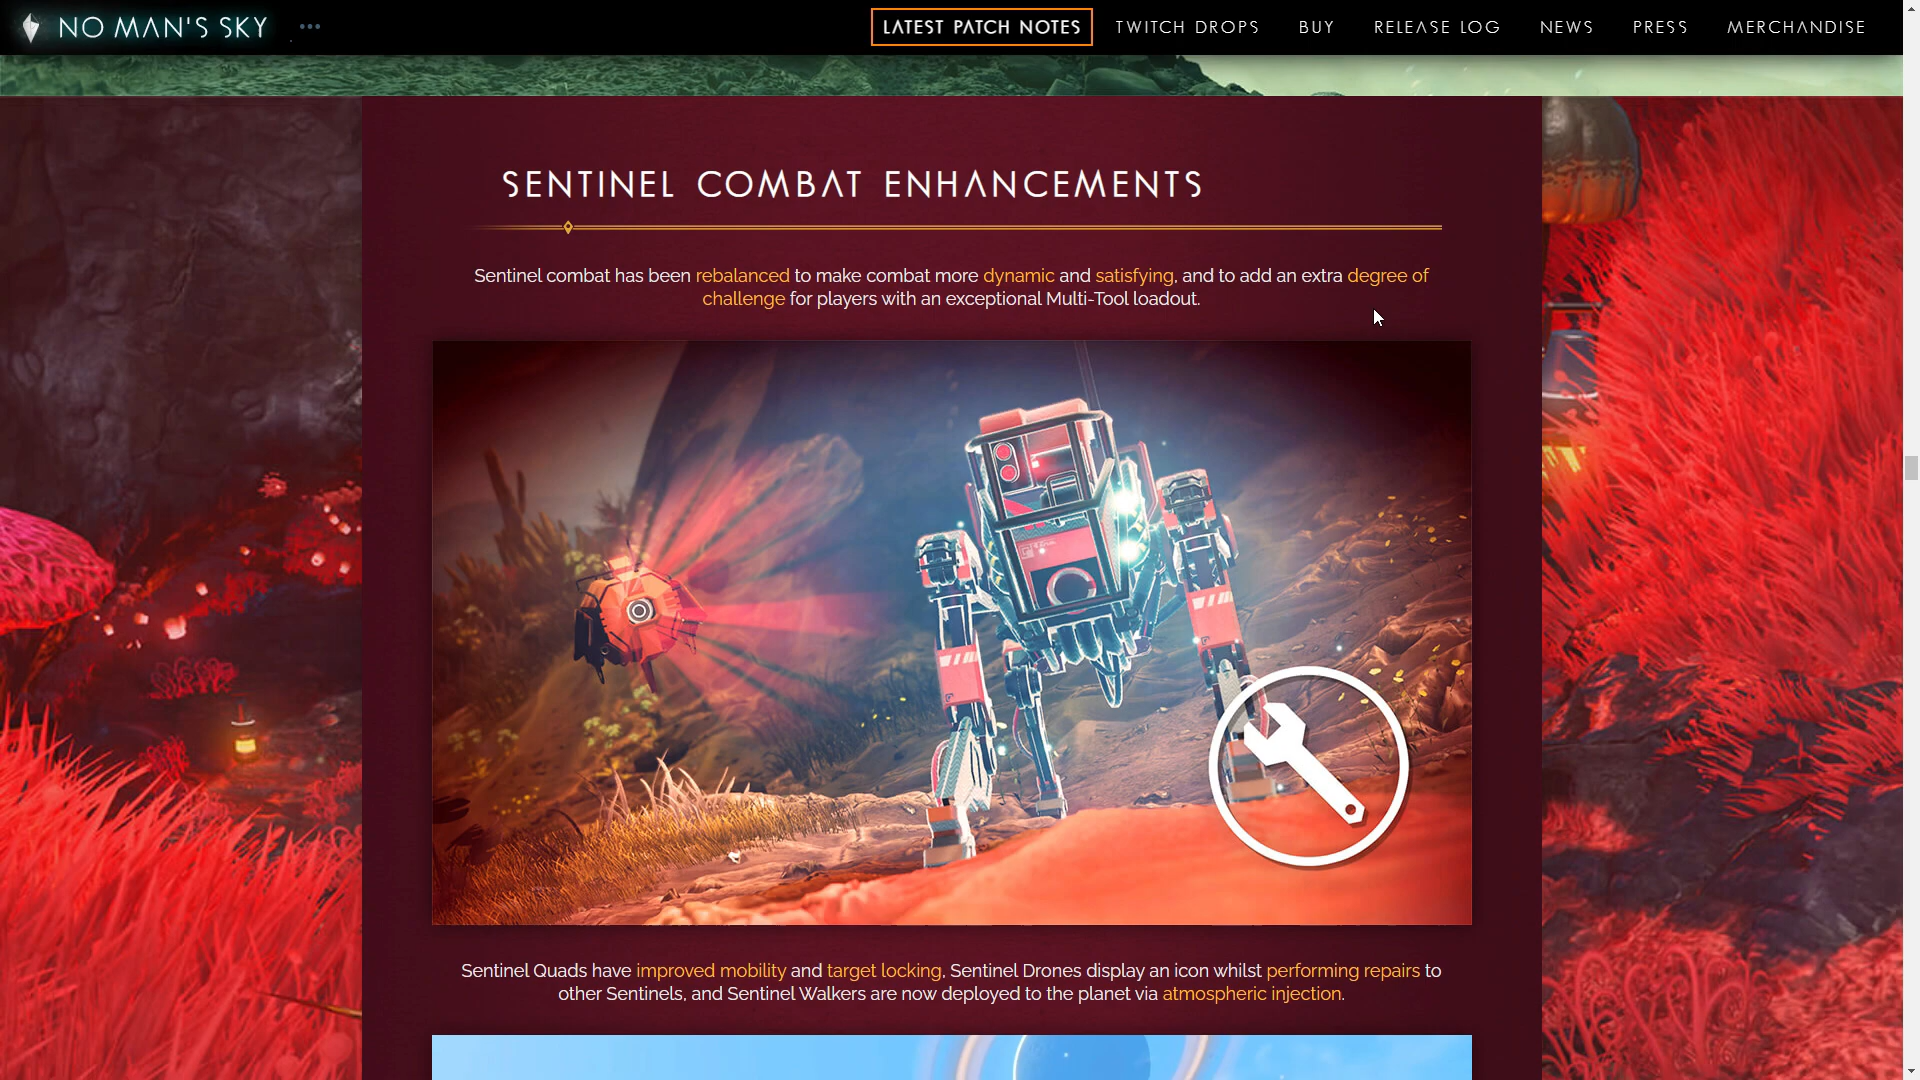 NO MAN'S SKY
LATEST PATCH NOTES
TWITCH DROPS
BUY
RELEASE LOG
NEWS
PRESS
MERCHANDISE
SENTINEL COMBAT ENHANCEMENTS
Sentinel combat has been rebalanced to make combat more dynamic and satisfying, and to add an extra degree of
challenge for players with an exceptional Multi-Tool loadout.
Sentinel Quads have improved mobility and target locking, Sentinel Drones display an icon whilst performing repairs to
other Sentinels, and Sentinel Walkers are now deployed to the planet via atmospheric injection.